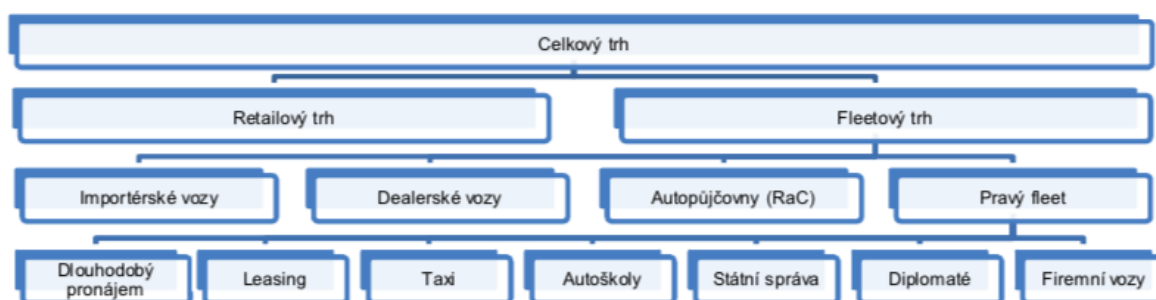 Celkový trh
Retailový trh
Fleetový trh
Importérské vozy
Dealerské vozy
Autopůjčovny (RaC)
Pravý fleet
Dlouhodobý
pronájem
Leasing
Taxi
Autoškoly
Státní správa
Diplomaté
Firemní vozy